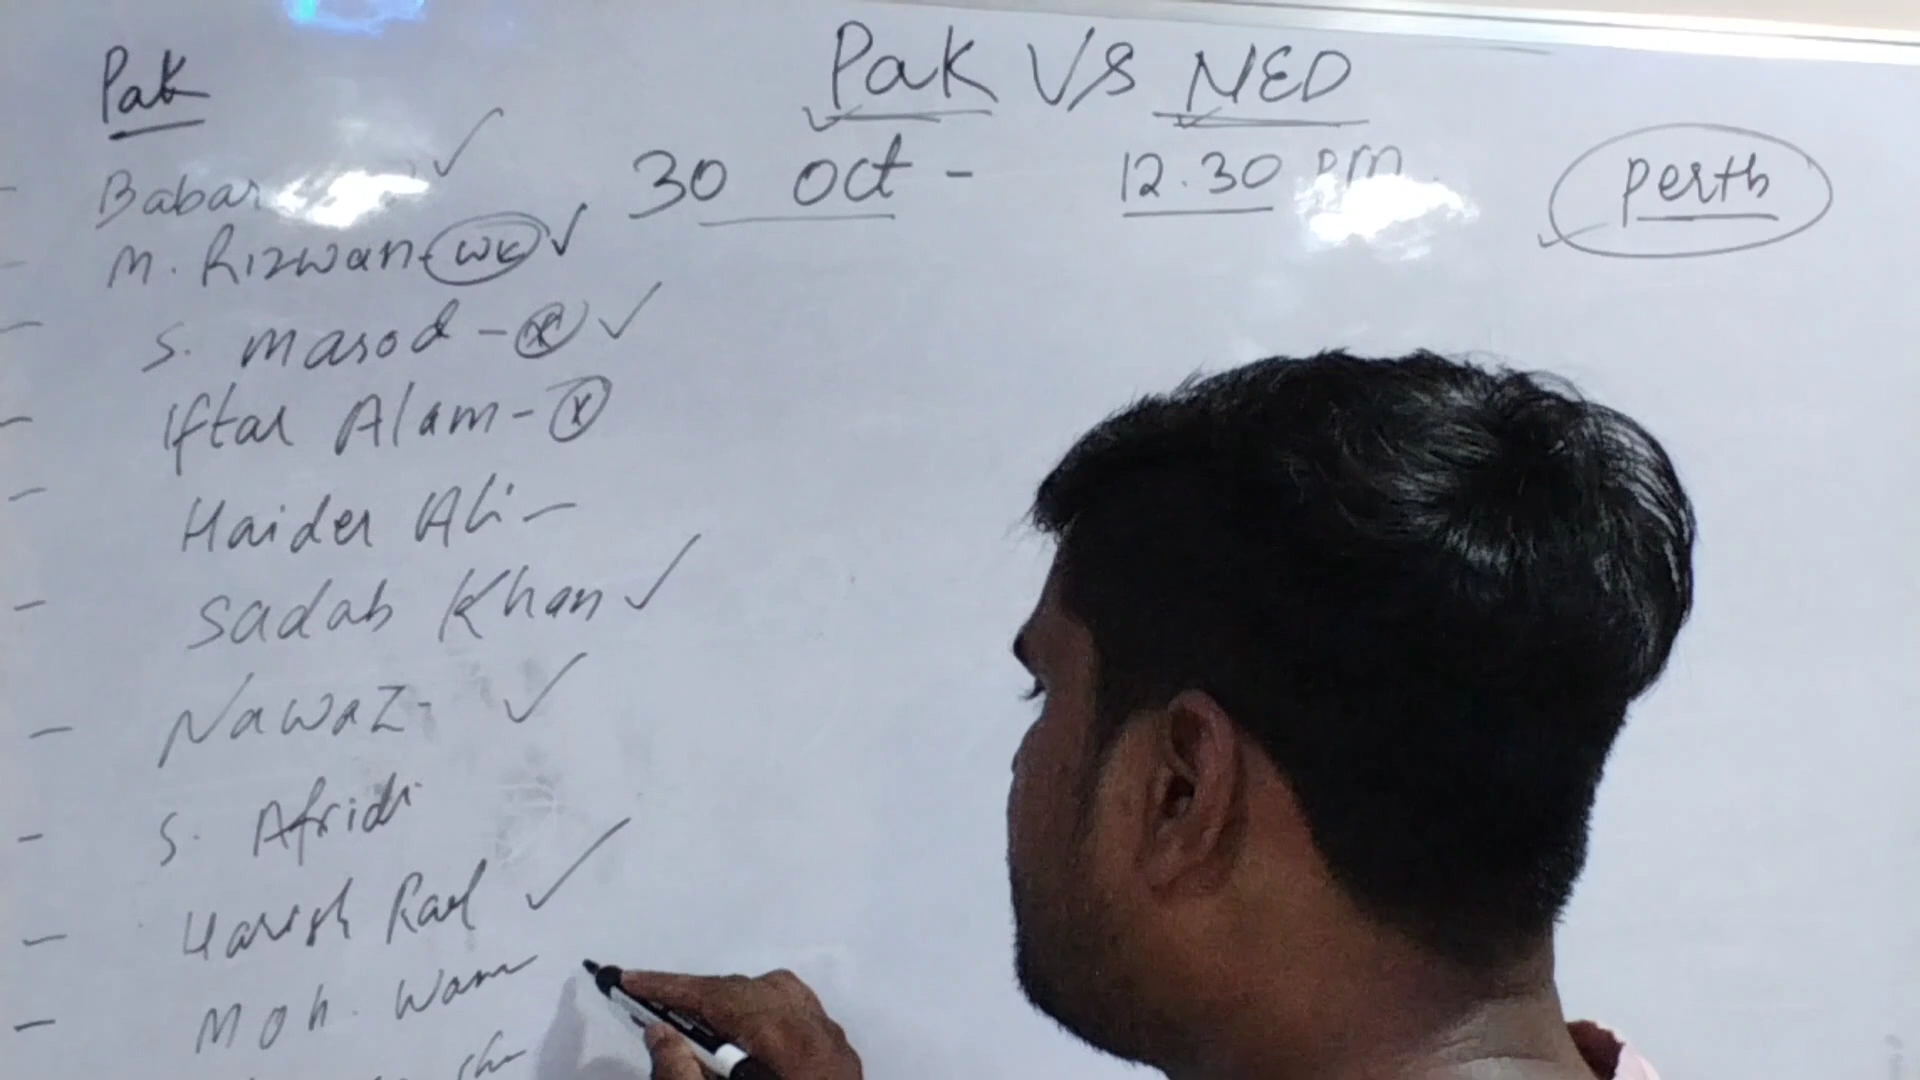 Pak VS NED
30 Oct - 12.30 pm
Perth
Pak
- Babar ✓
- M. Rizwan - WK ✓
- S. Masod - ✓
- Iftar Alam - X
- Haider Ali -
- Sadab Khan ✓
- Nawaz - ✓
- S. Afridi
- Harish Rauf ✓
- Moh.